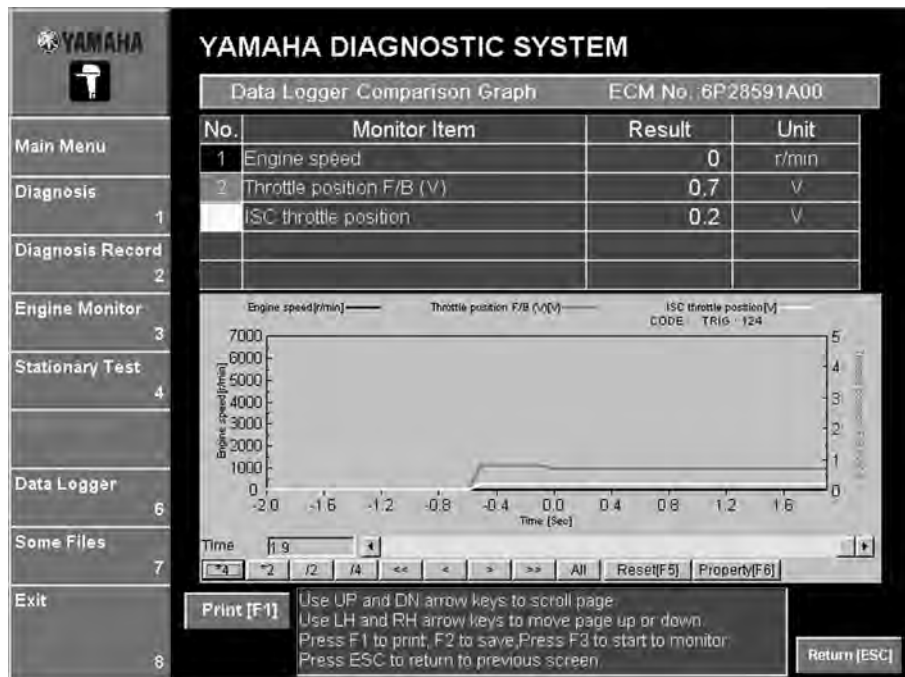 YAMAHA
YAMAHA DIAGNOSTIC SYSTEM
Data Logger Comparison Graph ECM No. :6P28591A00
Main Menu
Diagnosis
1
Diagnosis Record
2
Engine Monitor
3
Stationary Test
4
Data Logger
6
Some Files
7
Exit
8
No. Monitor Item Result Unit
1 Engine speed 0 r/min
2 Throttle position F/B (V) 0.7 V
ISC throttle position 0.2 V
Engine speed[r/min] Throttle position F/B (V)[V] ISC throttle position[V]
CODE : TRIG : 124
7000
6000
5000
4000
3000
2000
1000
0
Engine speed[r/min]
5
4
3
2
1
0
-2.0 -1.6 -1.2 -0.8 -0.4 0.0 0.4 0.8 1.2 1.6
Time [Sec]
Time 1.9
*4 *2 /2 /4 << < > >> All Reset[F5] Property[F6]
Print [F1]
Use UP and DN arrow keys to scroll page.
Use LH and RH arrow keys to move page up or down.
Press F1 to print, F2 to save,Press F3 to start to monitor.
Press ESC to return to previous screen.
Return [ESC]